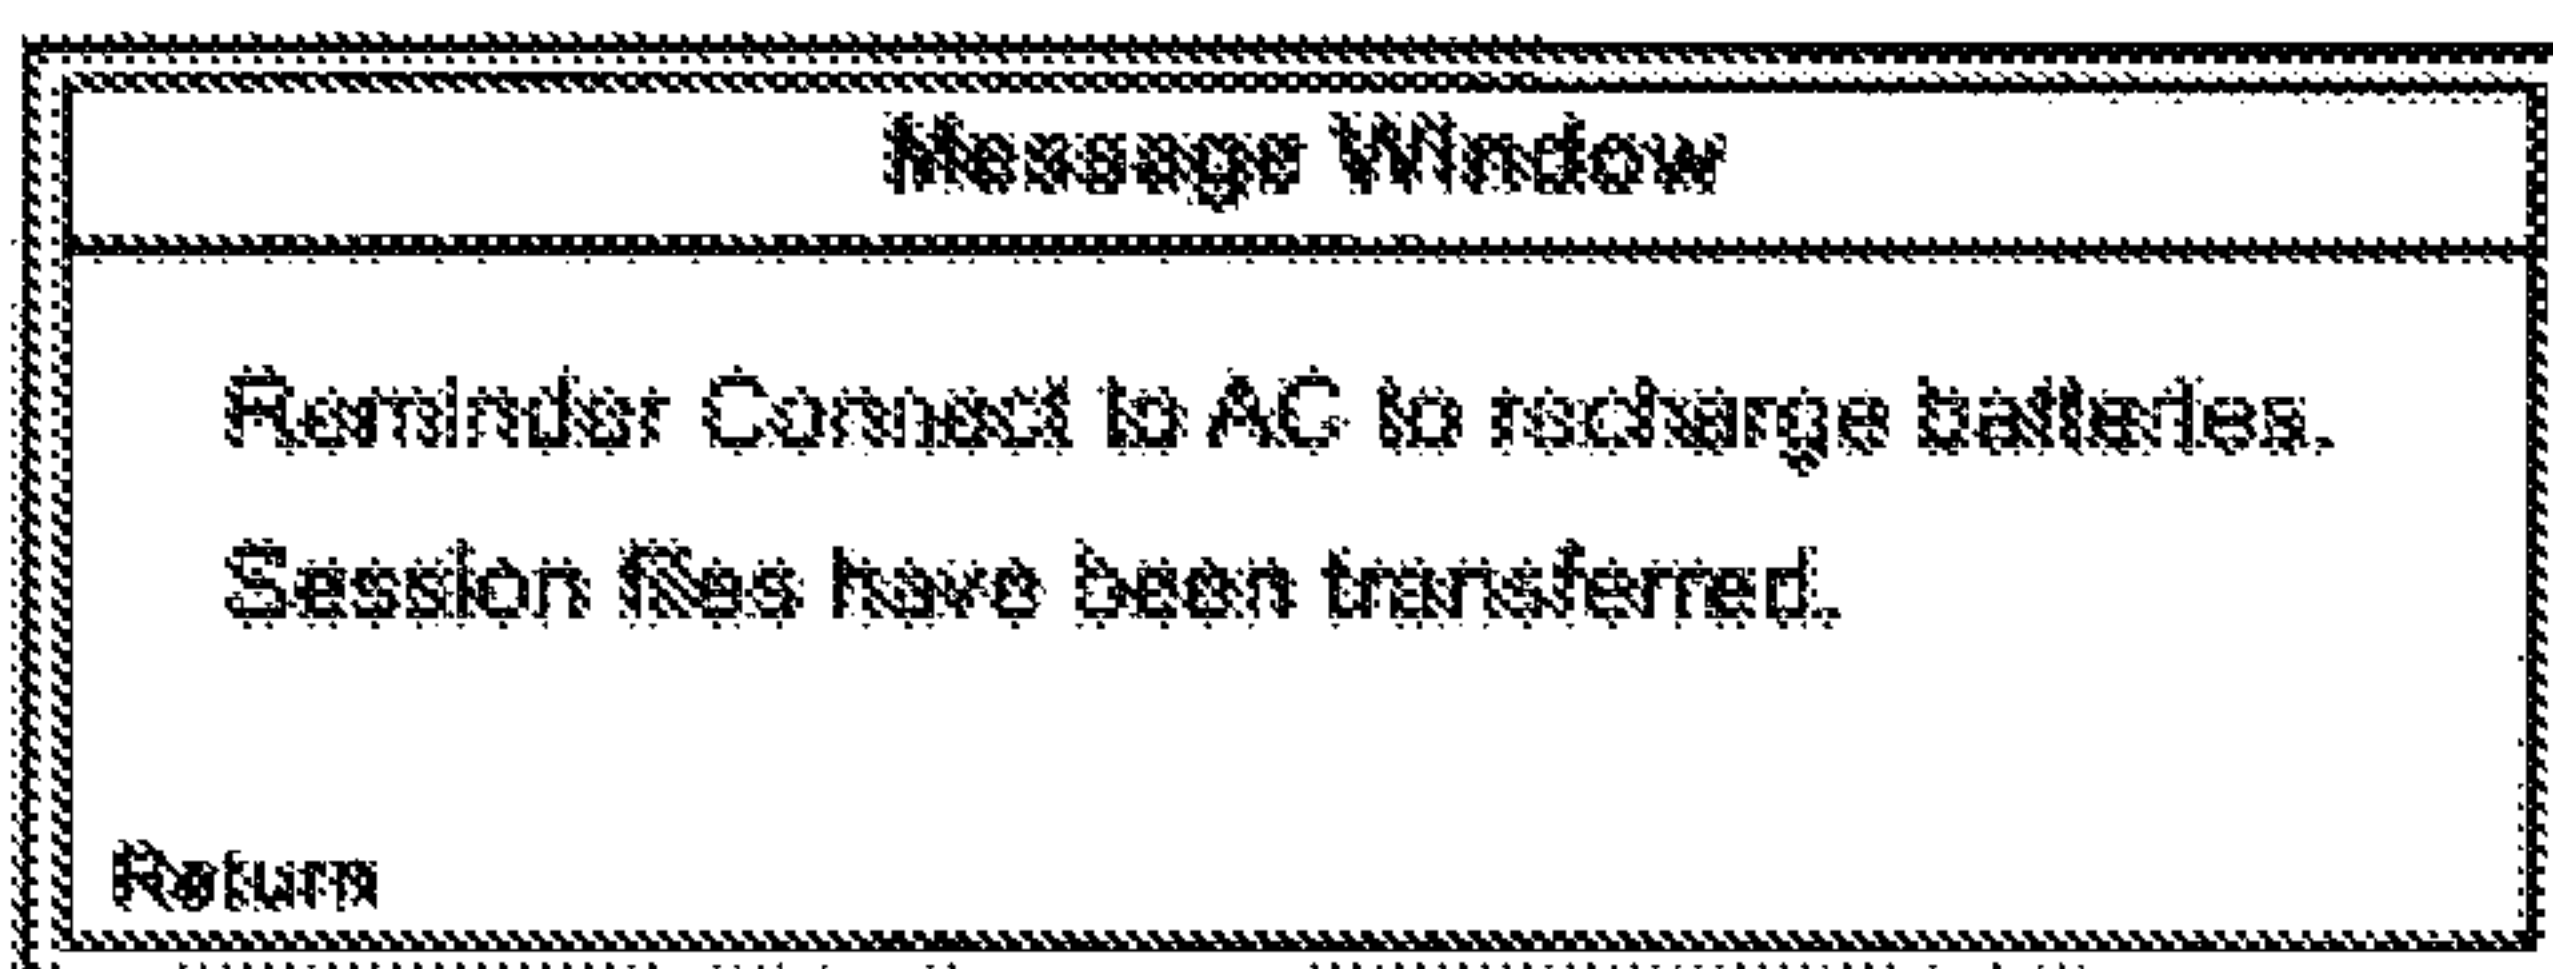 Message Window
Reminder Connect to AC to recharge batteries.
Session files have been transferred.
Return